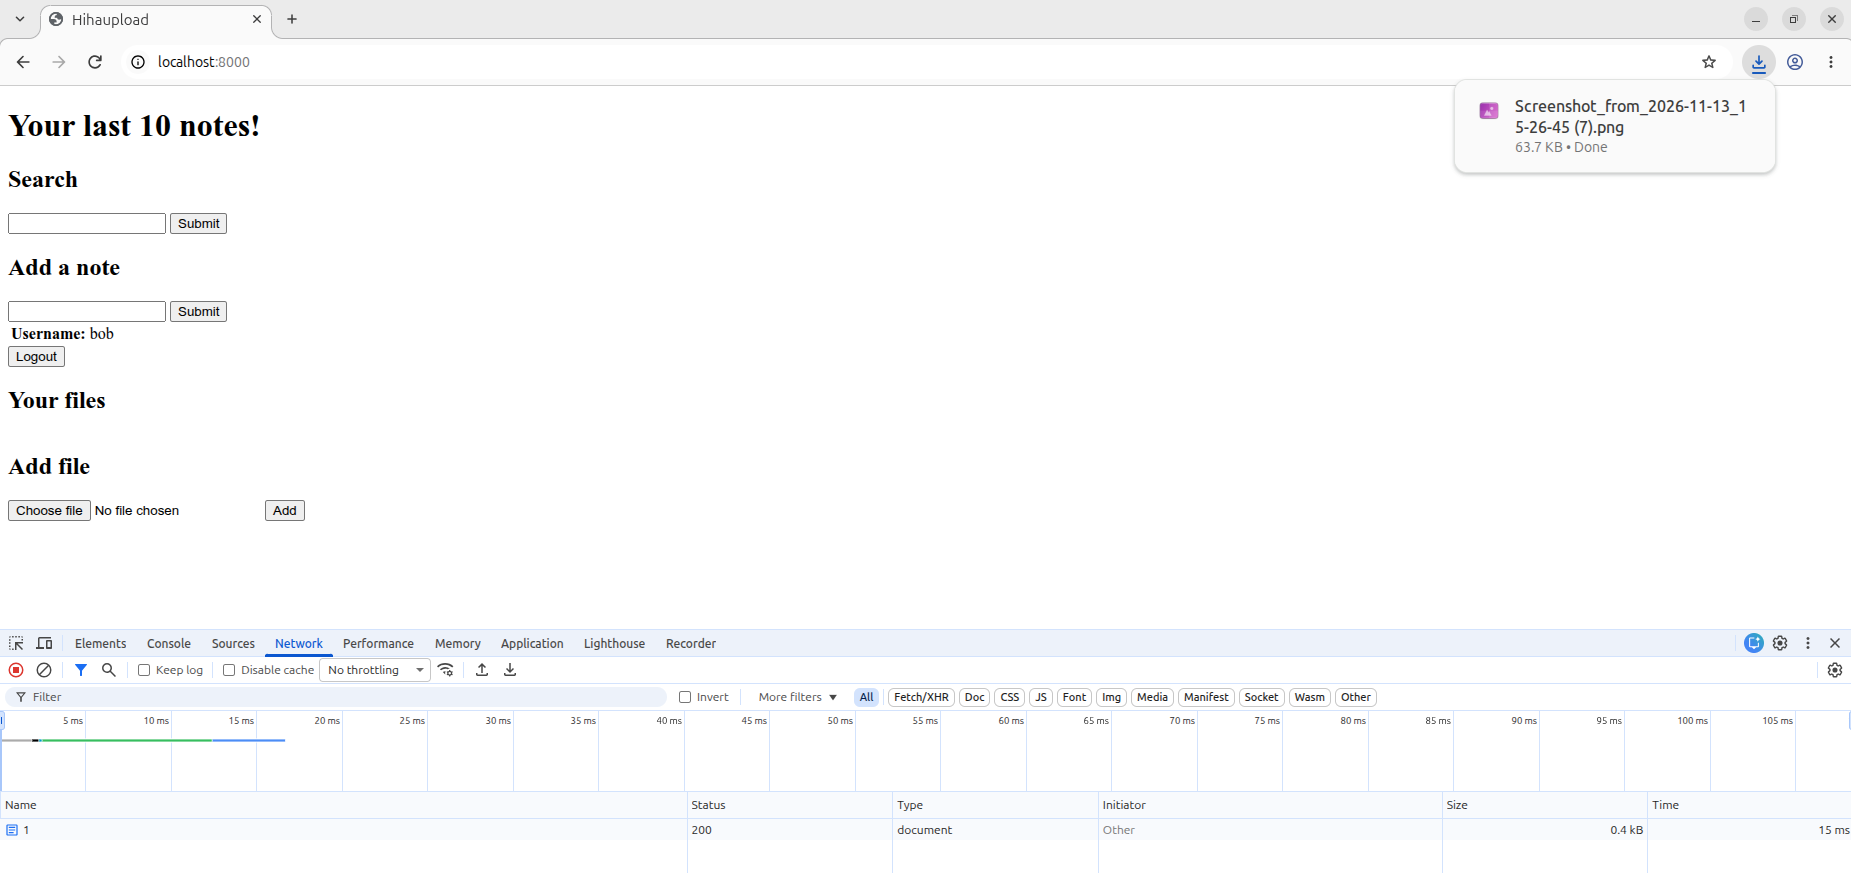 Hihaupload
localhost:8000
Screenshot_from_2026-11-13_1
5-26-45 (7).png
63.7 KB • Done
Your last 10 notes!
Search
Submit
Add a note
Submit
Username: bob
Logout
Your files
Add file
Choose file No file chosen Add
Elements Console Sources Network Performance Memory Application Lighthouse Recorder
Keep log Disable cache No throttling
Filter Invert More filters All Fetch/XHR Doc CSS JS Font Img Media Manifest Socket Wasm Other
5 ms 10 ms 15 ms 20 ms 25 ms 30 ms 35 ms 40 ms 45 ms 50 ms 55 ms 60 ms 65 ms 70 ms 75 ms 80 ms 85 ms 90 ms 95 ms 100 ms 105 ms
Name Status Type Initiator Size Time
1 200 document Other 0.4 kB 15 ms